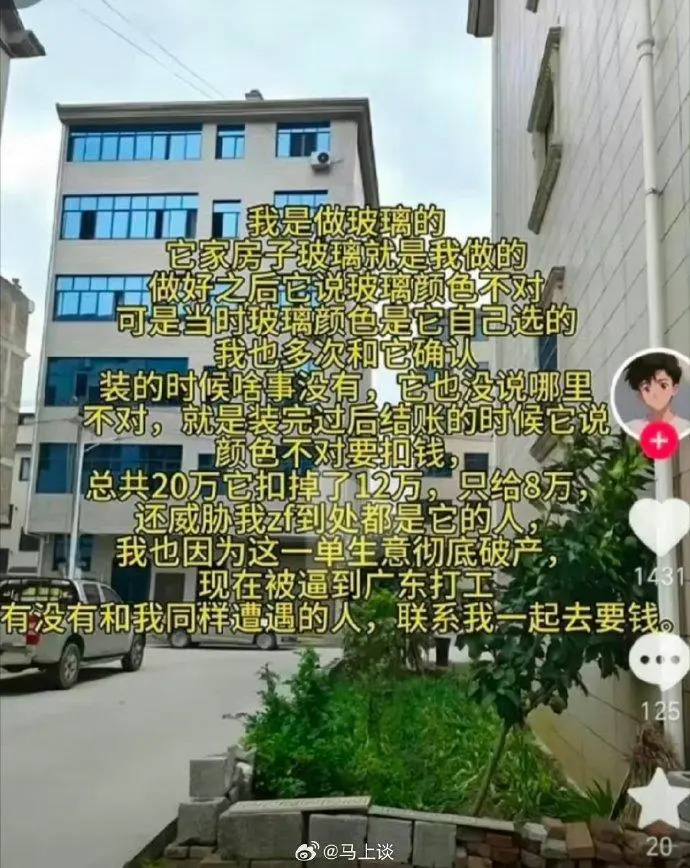 我是做玻璃的
它家房子玻璃就是我做的
做好之后它说玻璃颜色不对
可是当时玻璃颜色是它自己选的
我也多次和它确认
装的时候啥事没有，它也没说哪里
不对，就是装完过后结账的时候它说
颜色不对要扣钱，
总共20万它扣掉了12万，只给8万，
还威胁我zf到处都是它的人，
我也因为这一单生意彻底破产，
现在被逼到广东打工
有没有和我同样遭遇的人，联系我一起去要钱。
1431
125
20
@马上谈